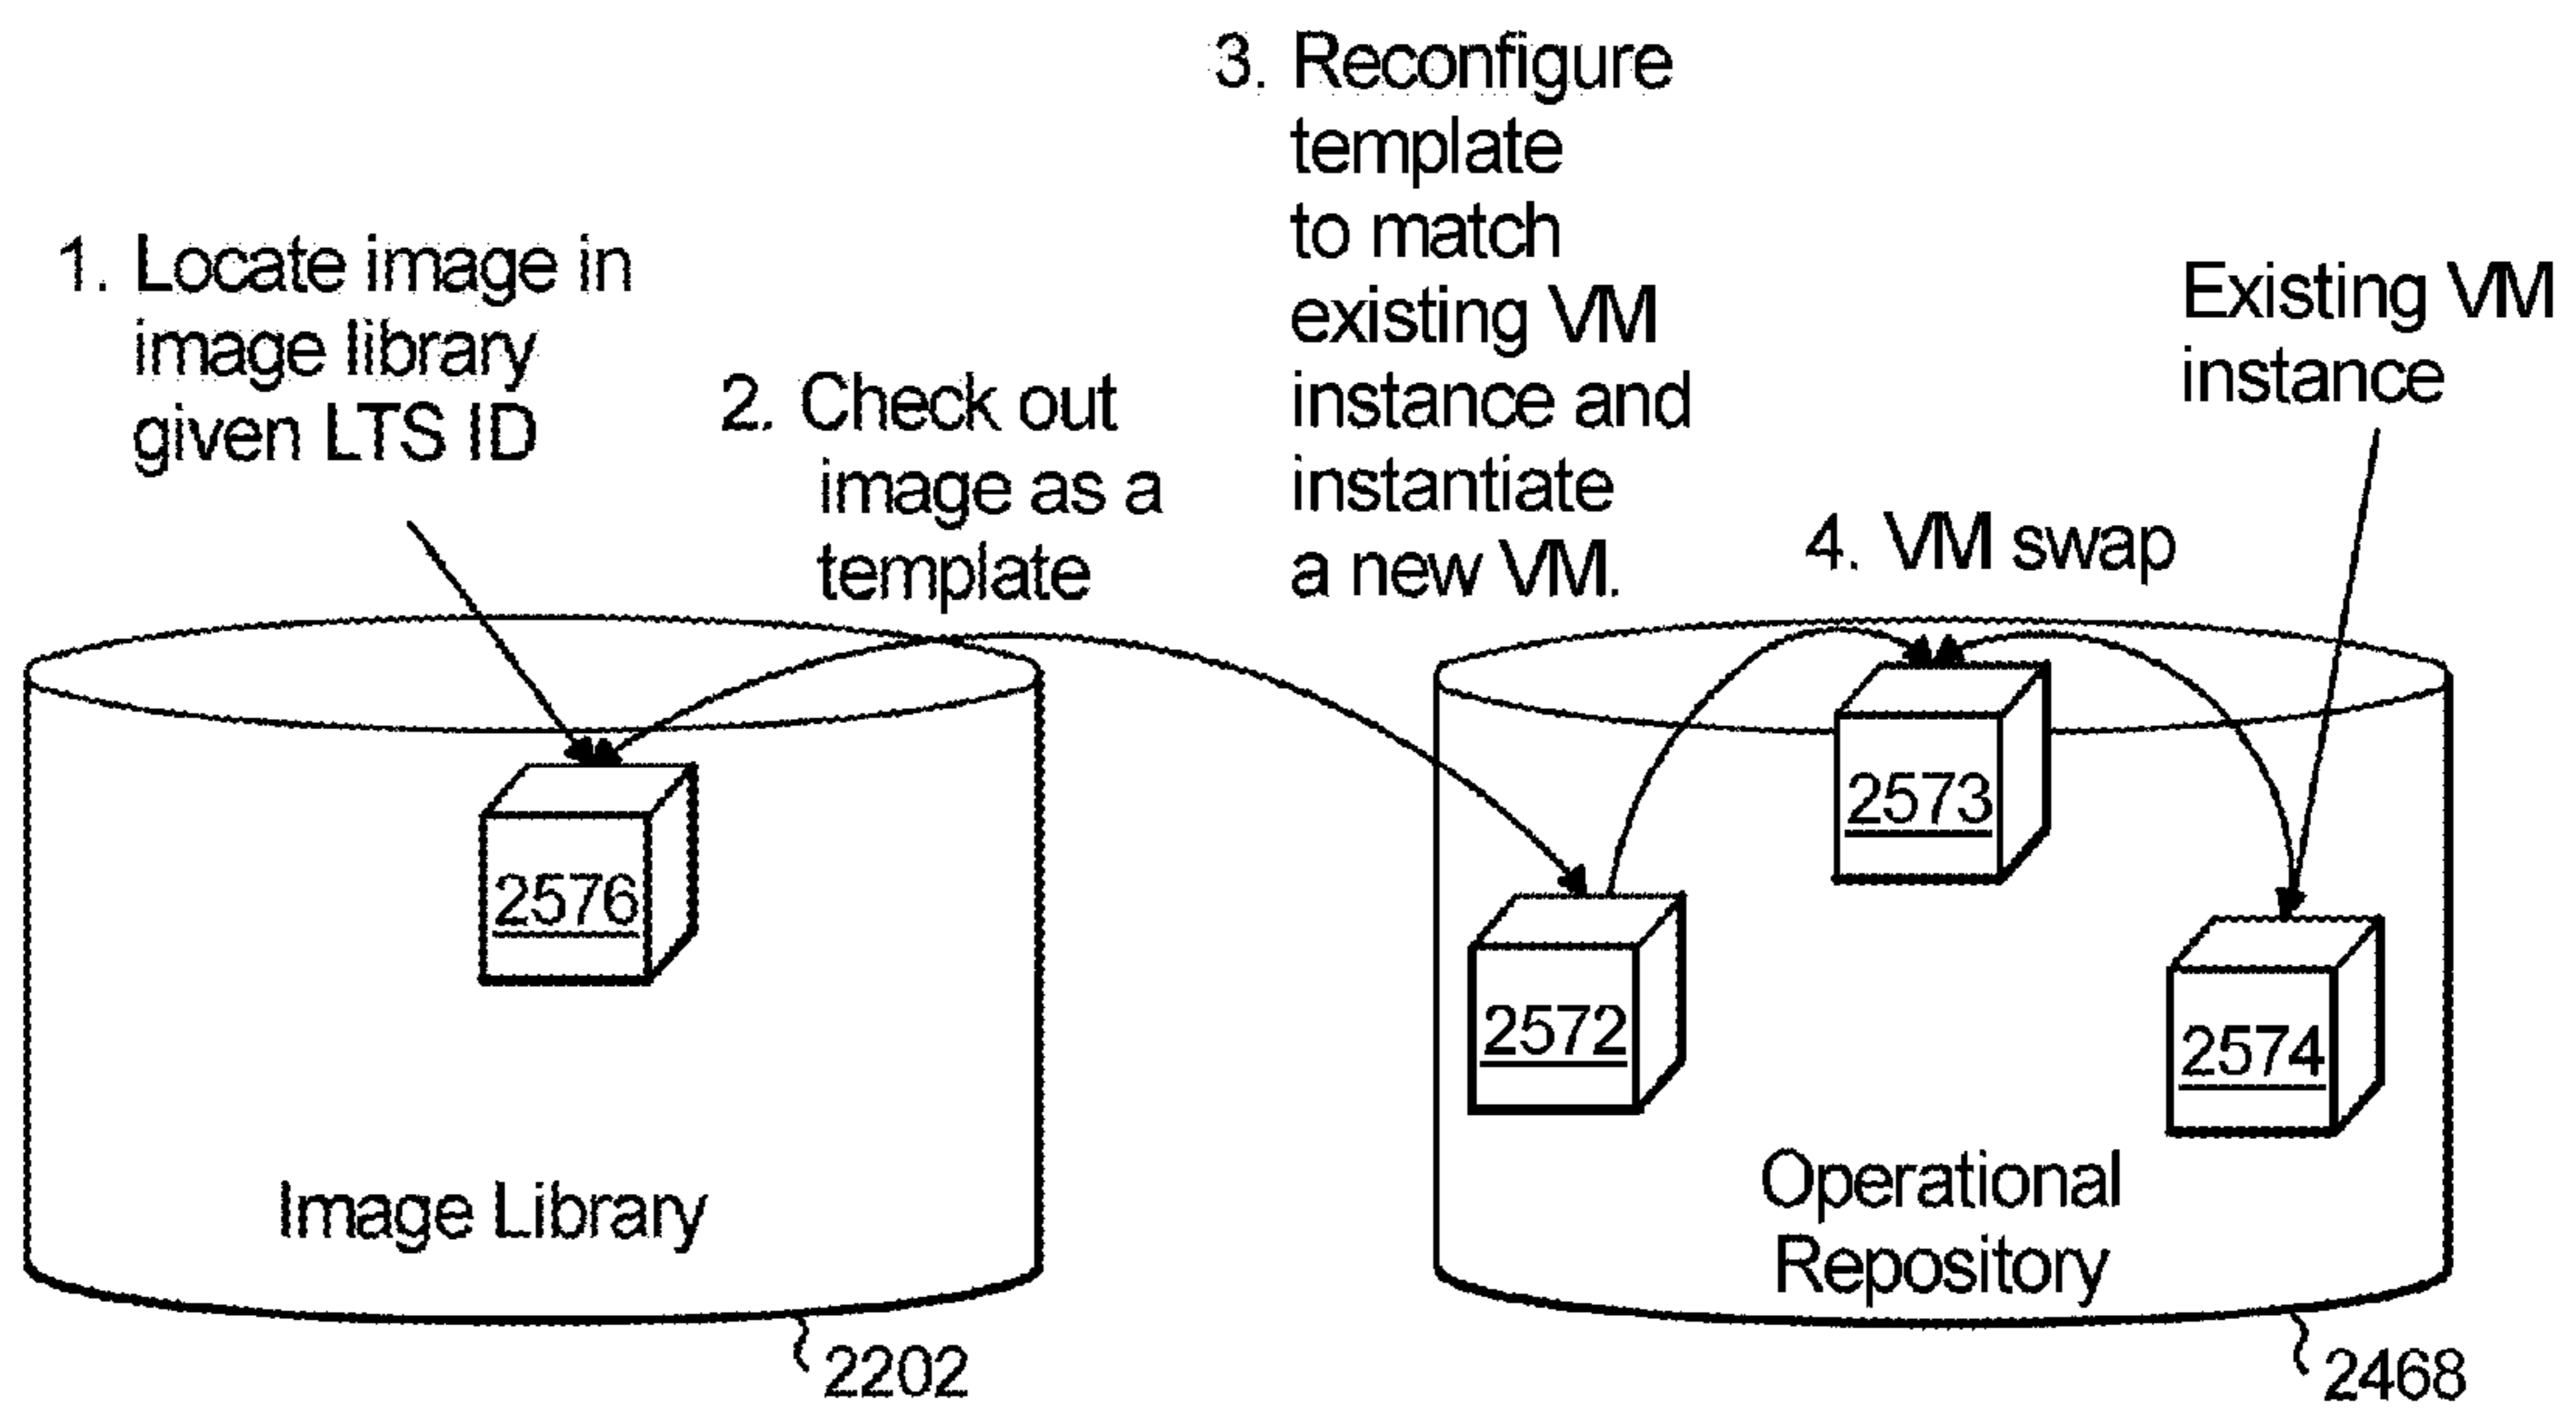 1. Locate image in
image library
given LTS ID
2. Check out
image as a
template
3. Reconfigure
template
to match
existing VM
instance and
instantiate
a new VM.
4. VM swap
Existing VM
instance
2576
2573
2572
2574
Image Library
Operational
Repository
2202
2468